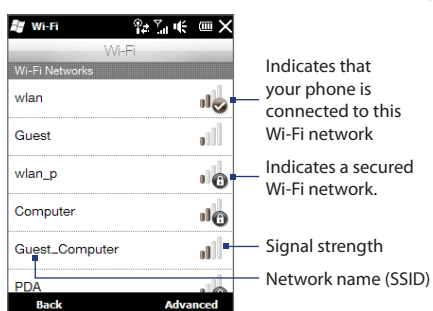 Wi-Fi
Wi-Fi
Wi-Fi Networks
wlan
Guest
wlan_p
Computer
Guest_Computer
PDA
Back Advanced
Indicates that
your phone is
connected to this
Wi-Fi network
Indicates a secured
Wi-Fi network.
Signal strength
Network name (SSID)